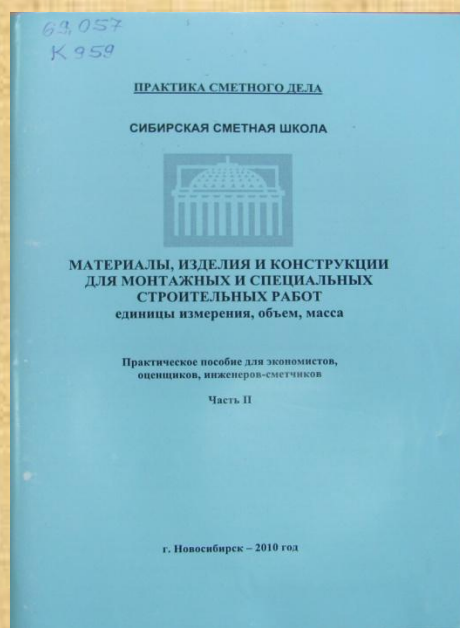 69,057
К 959
ПРАКТИКА СМЕТНОГО ДЕЛА
СИБИРСКАЯ СМЕТНАЯ ШКОЛА
МАТЕРИАЛЫ, ИЗДЕЛИЯ И КОНСТРУКЦИИ
ДЛЯ МОНТАЖНЫХ И СПЕЦИАЛЬНЫХ
СТРОИТЕЛЬНЫХ РАБОТ
единицы измерения, объем, масса
Практическое пособие для экономистов,
оценщиков, инженеров-сметчиков
Часть II
г. Новосибирск – 2010 год